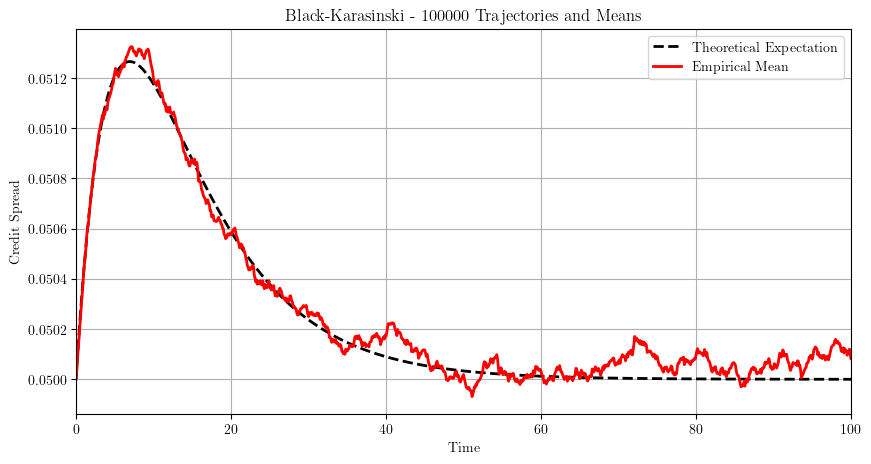 Black-Karasinski - 100000 Trajectories and Means
Theoretical Expectation
Empirical Mean
Credit Spread
0.0512
0.0510
0.0508
0.0506
0.0504
0.0502
0.0500
0
20
40
60
80
100
Time